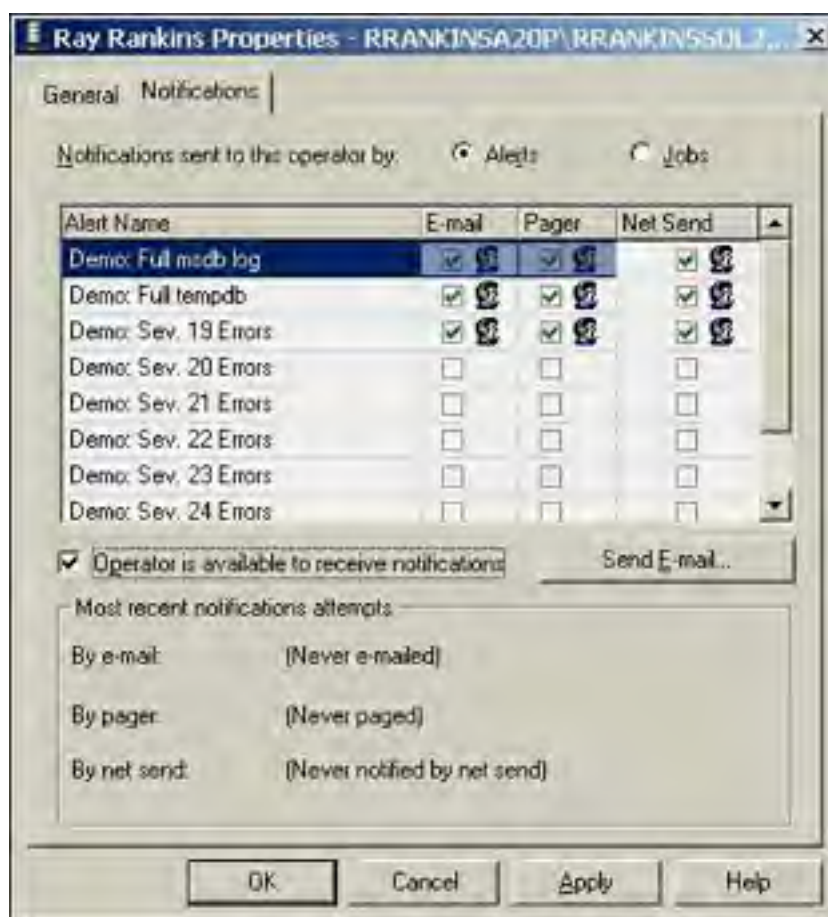 Ray Rankins Properties - RRANKINSA20P\RRANKINSSQL2...
General Notifications
Notifications sent to this operator by: Alerts Jobs
Alert Name E-mail Pager Net Send
Demo: Full msdb log
Demo: Full tempdb
Demo: Sev. 19 Errors
Demo: Sev. 20 Errors
Demo: Sev. 21 Errors
Demo: Sev. 22 Errors
Demo: Sev. 23 Errors
Demo: Sev. 24 Errors
Operator is available to receive notifications Send E-mail...
Most recent notifications attempts
By e-mail: (Never e-mailed)
By pager: (Never paged)
By net send: (Never notified by net send)
OK Cancel Apply Help